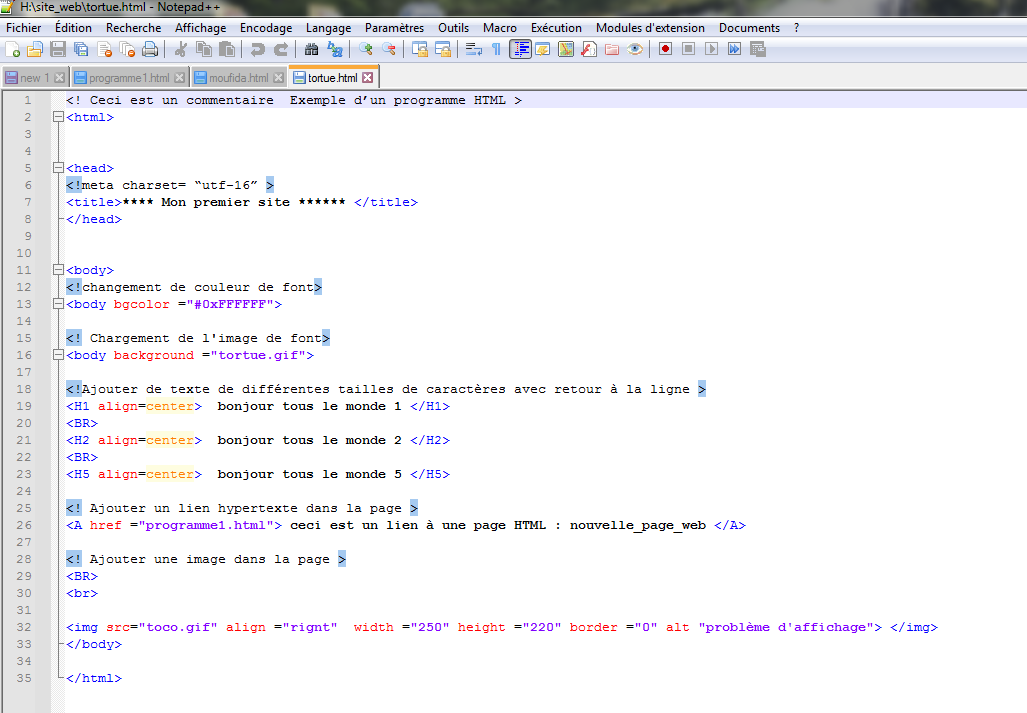 H:\site_web\tortue.html - Notepad++
Fichier Édition Recherche Affichage Encodage Langage Paramètres Outils Macro Exécution Modules d'extension Documents ?
new 1 programme1.html moufida.html tortue.html
1 <! Ceci est un commentaire  Exemple d’un programme HTML >
2 <html>
3
4
5 <head>
6 <!meta charset= “utf-16” >
7 <title>**** Mon premier site ****** </title>
8 </head>
9
10
11 <body>
12 <!changement de couleur de font>
13 <body bgcolor ="#0xFFFFFF">
14
15 <! Chargement de l'image de font>
16 <body background ="tortue.gif">
17
18 <!Ajouter de texte de différentes tailles de caractères avec retour à la ligne >
19 <H1 align=center>  bonjour tous le monde 1 </H1>
20 <BR>
21 <H2 align=center>  bonjour tous le monde 2 </H2>
22 <BR>
23 <H5 align=center>  bonjour tous le monde 5 </H5>
24
25 <! Ajouter un lien hypertexte dans la page >
26 <A href ="programme1.html"> ceci est un lien à une page HTML : nouvelle_page_web </A>
27
28 <! Ajouter une image dans la page >
29 <BR>
30 <br>
31
32 <img src="toco.gif" align ="rignt"  width ="250" height ="220" border ="0" alt "problème d'affichage"> </img>
33 </body>
34
35 </html>